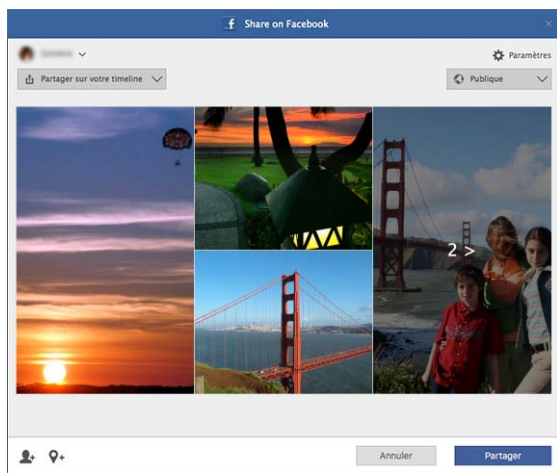 Share on Facebook
Paramètres
Partager sur votre timeline
Publique
2 >
Annuler
Partager